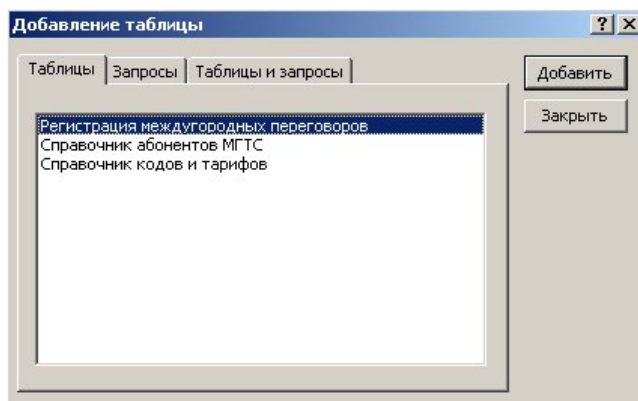 Добавление таблицы
Таблицы Запросы Таблицы и запросы
Добавить
Закрыть
Регистрация междугородных переговоров
Справочник абонентов МГТС
Справочник кодов и тарифов